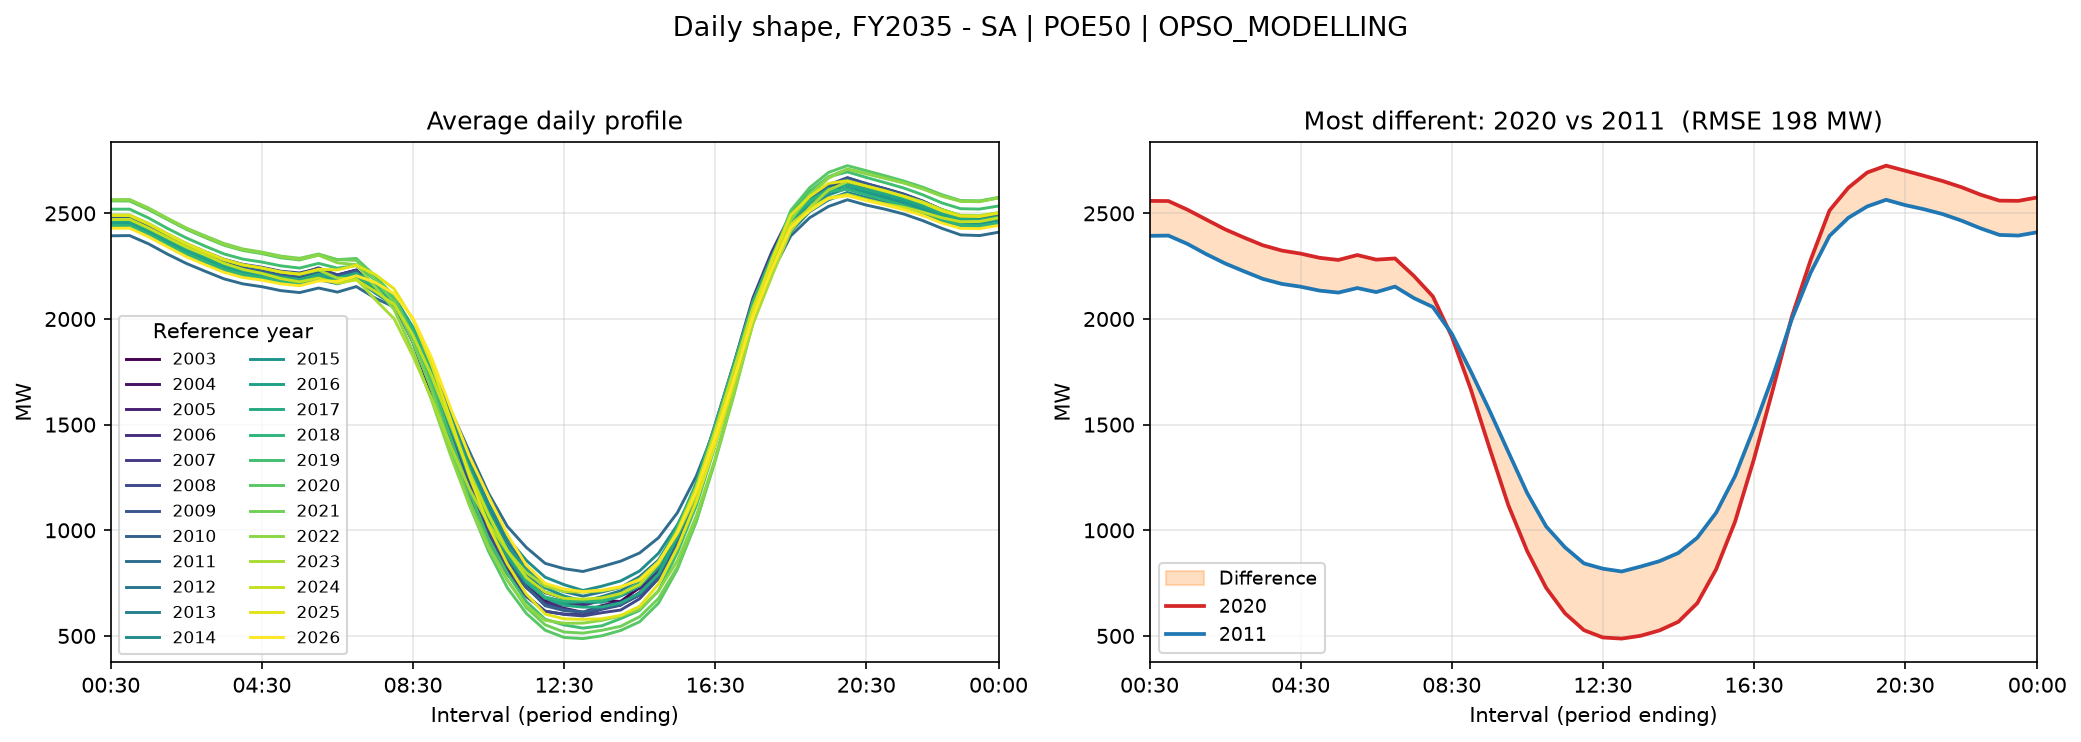 Daily shape, FY2035 - SA | POE50 | OPSO_MODELLING
Average daily profile
MW
2500
2000
1500
1000
500
Reference year
2003 2015
2004 2016
2005 2017
2006 2018
2007 2019
2008 2020
2009 2021
2010 2022
2011 2023
2012 2024
2013 2025
2014 2026
00:30 04:30 08:30 12:30 16:30 20:30 00:00
Interval (period ending)
Most different: 2020 vs 2011 (RMSE 198 MW)
MW
2500
2000
1500
1000
500
Difference
2020
2011
00:30 04:30 08:30 12:30 16:30 20:30 00:00
Interval (period ending)